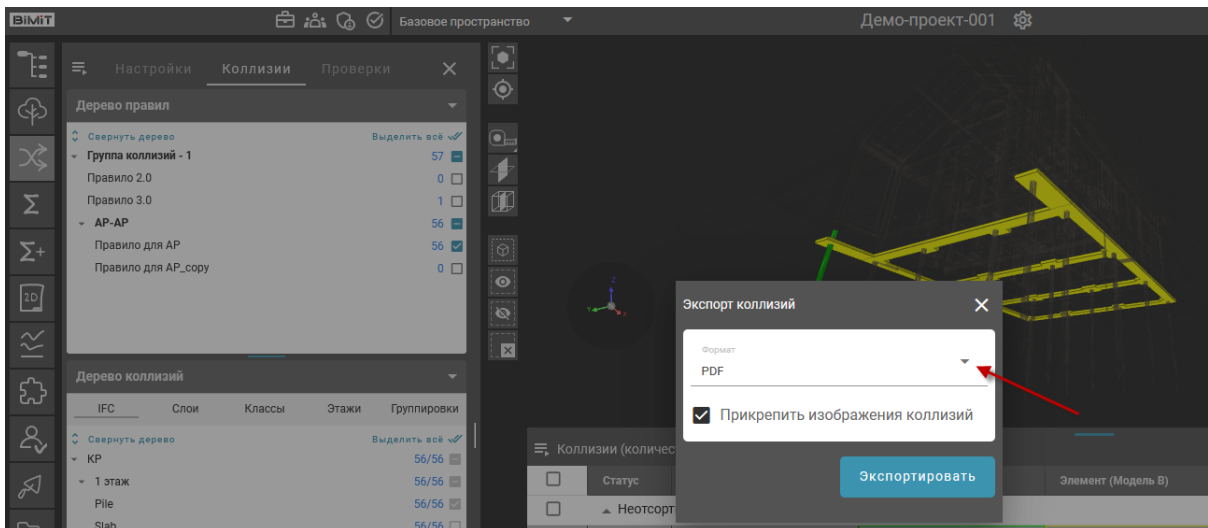 BIMiT
Базовое пространство
Демо-проект-001
Настройки Коллизии Проверки
Дерево правил
Свернуть дерево Выделить всё
Группа коллизий - 1 57
Правило 2.0 0
Правило 3.0 1
АР-АР 56
Правило для АР 56
Правило для АР_copy 0
2D
Дерево коллизий
IFC Слои Классы Этажи Группировки
Свернуть дерево Выделить всё
КР 56/56
1 этаж 56/56
Pile 56/56
Slab 56/56
Z
Y
X
Экспорт коллизий
Формат
PDF
Прикрепить изображения коллизий
Экспортировать
Коллизии (количес
Статус Элемент (Модель B)
Неотсорт